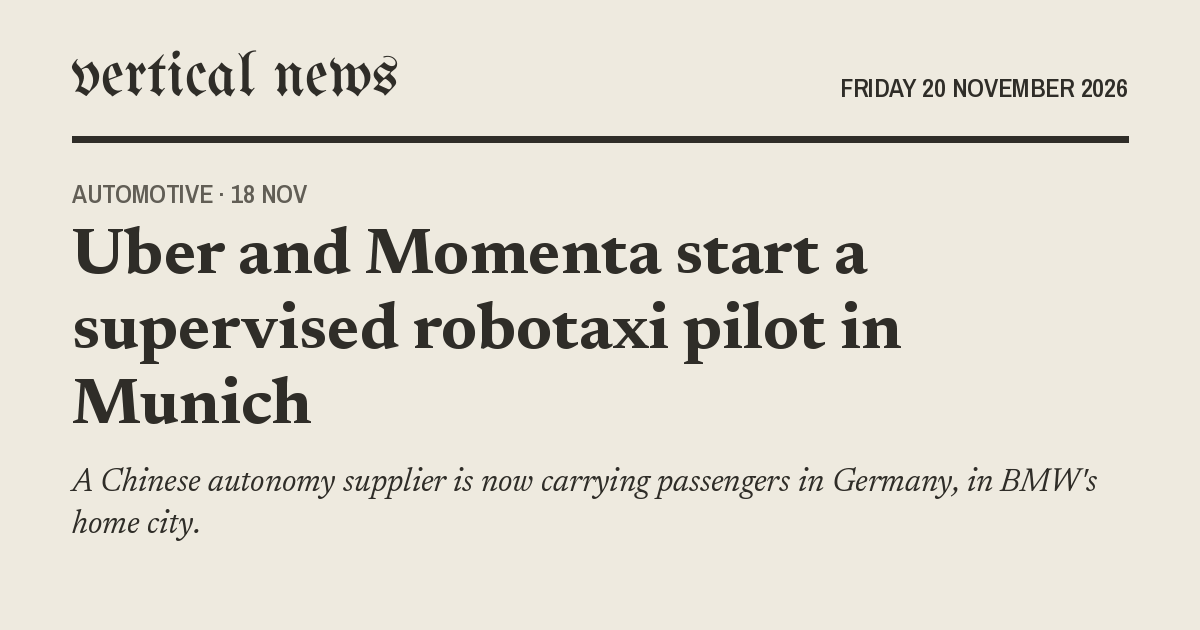 vertical news
FRIDAY 20 NOVEMBER 2026
AUTOMOTIVE · 18 NOV
Uber and Momenta start a
supervised robotaxi pilot in
Munich
A Chinese autonomy supplier is now carrying passengers in Germany, in BMW's
home city.